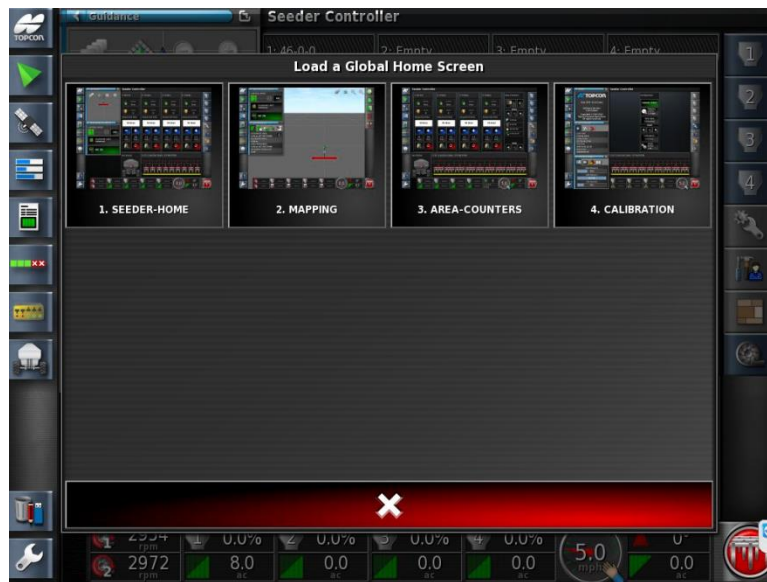 TOPCON
Guidance
Seeder Controller
1: 46-0-0
2: Empty
3: Empty
4: Empty
Load a Global Home Screen
1
2
3
4
1. SEEDER-HOME
2. MAPPING
3. AREA-COUNTERS
4. CALIBRATION
1
rpm
1
0.0%
2
0.0%
3
0.0%
4
0.0%
5.0
mph
0°
2
2972
rpm
8.0
ac
0.0
ac
0.0
ac
0.0
ac
0.0
ac